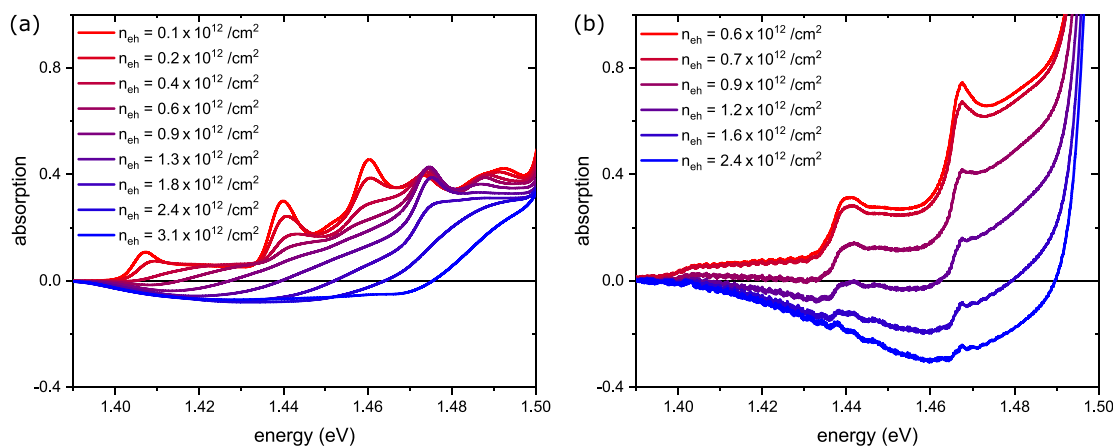 (a)
n_eh = 0.1 x 10^12 /cm^2
n_eh = 0.2 x 10^12 /cm^2
n_eh = 0.4 x 10^12 /cm^2
n_eh = 0.6 x 10^12 /cm^2
n_eh = 0.9 x 10^12 /cm^2
n_eh = 1.3 x 10^12 /cm^2
n_eh = 1.8 x 10^12 /cm^2
n_eh = 2.4 x 10^12 /cm^2
n_eh = 3.1 x 10^12 /cm^2
0.8
0.4
0.0
-0.4
absorption
1.40 1.42 1.44 1.46 1.48 1.50
energy (eV)
(b)
n_eh = 0.6 x 10^12 /cm^2
n_eh = 0.7 x 10^12 /cm^2
n_eh = 0.9 x 10^12 /cm^2
n_eh = 1.2 x 10^12 /cm^2
n_eh = 1.6 x 10^12 /cm^2
n_eh = 2.4 x 10^12 /cm^2
0.8
0.4
0.0
-0.4
absorption
1.40 1.42 1.44 1.46 1.48 1.50
energy (eV)